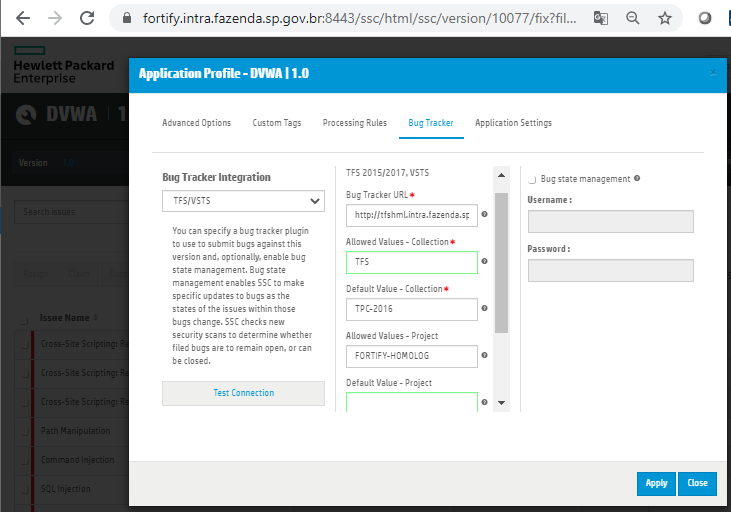 fortify.intra.fazenda.sp.gov.br:8443/ssc/html/ssc/version/10077/fix?fil...
Hewlett Packard
Enterprise
DVWA | 1
Version 1.0
Search issues
Assign
Issue Name
Cross-Site Scripting: Re
Cross-Site Scripting: Re
Cross-Site Scripting: Re
Path Manipulation
Command Injection
SQL Injection
Application Profile - DVWA | 1.0
×
Advanced Options Custom Tags Processing Rules Bug Tracker Application Settings
Bug Tracker Integration
TFS/VSTS
You can specify a bug tracker plugin
to use to submit bugs against this
version and, optionally, enable bug
state management. Bug state
management enables SSC to make
specific updates to bugs as the
states of the issues within those
bugs change. SSC checks new
security scans to determine whether
filed bugs are to remain open, or can
be closed.
Test Connection
TFS 2015/2017, VSTS
Bug Tracker URL*
http://tfshml.intra.fazenda.sp
Allowed Values - Collection*
TFS
Default Value - Collection*
TPC-2016
Allowed Values - Project
FORTIFY-HOMOLOG
Default Value - Project
Bug state management
Username :
Password :
Apply Close